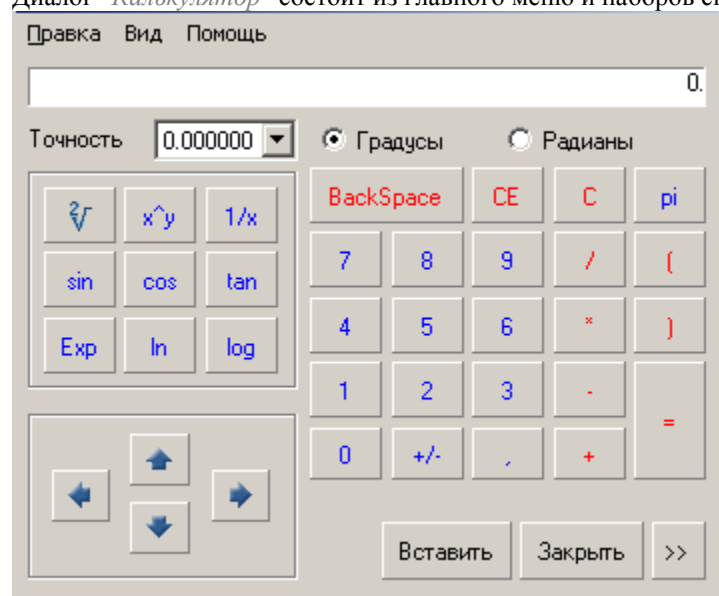 Диалог "Калькулятор" состоит из главного меню и наборов
Правка Вид Помощь
0.
Точность 0.000000 Градусы Радианы
BackSpace CE C pi
2√ x^y 1/x
7 8 9 / (
sin cos tan
4 5 6 * )
Exp ln log
1 2 3 -
=
0 +/- , +
Вставить Закрыть >>